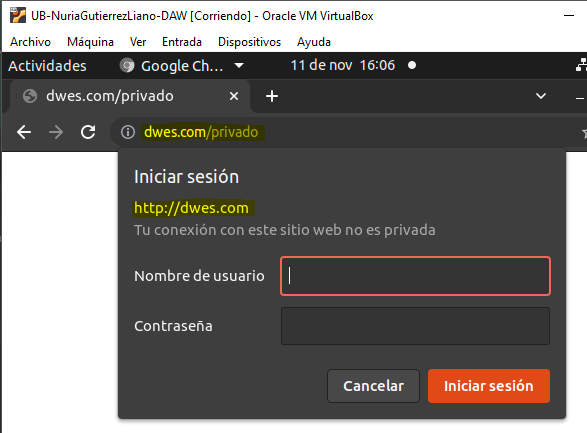 UB-NuriaGutierrezLiano-DAW [Corriendo] - Oracle VM VirtualBox
Archivo Máquina Ver Entrada Dispositivos Ayuda
Actividades Google Ch… 11 de nov 16:06
dwes.com/privado
dwes.com/privado
Iniciar sesión
http://dwes.com
Tu conexión con este sitio web no es privada
Nombre de usuario
Contraseña
Cancelar Iniciar sesión